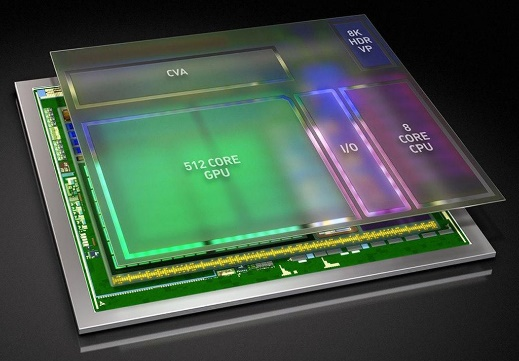 8K
HDR
VP
CVA
512 CORE
GPU
I/O
8
CORE
CPU